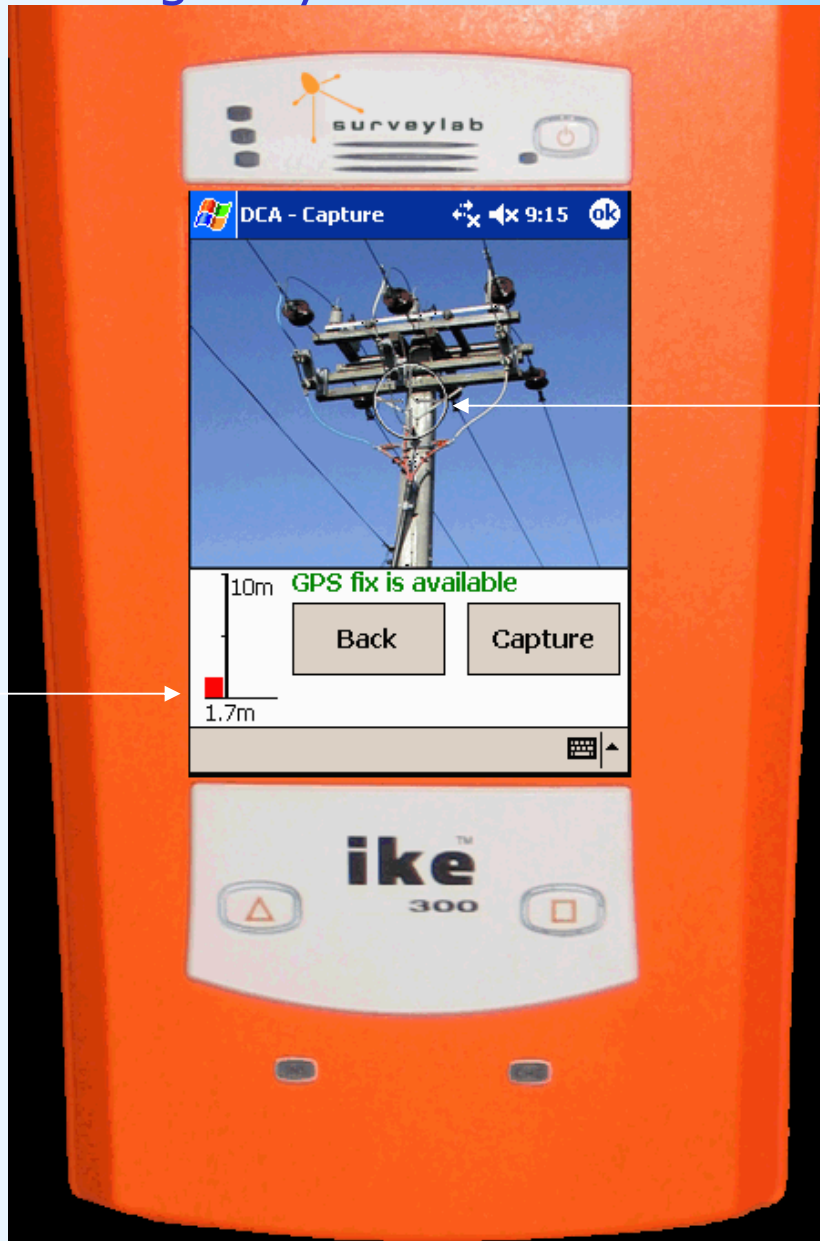 surveylab
DCA - Capture 9:15 ok
10m GPS fix is available
Back Capture
1.7m
ike™
300